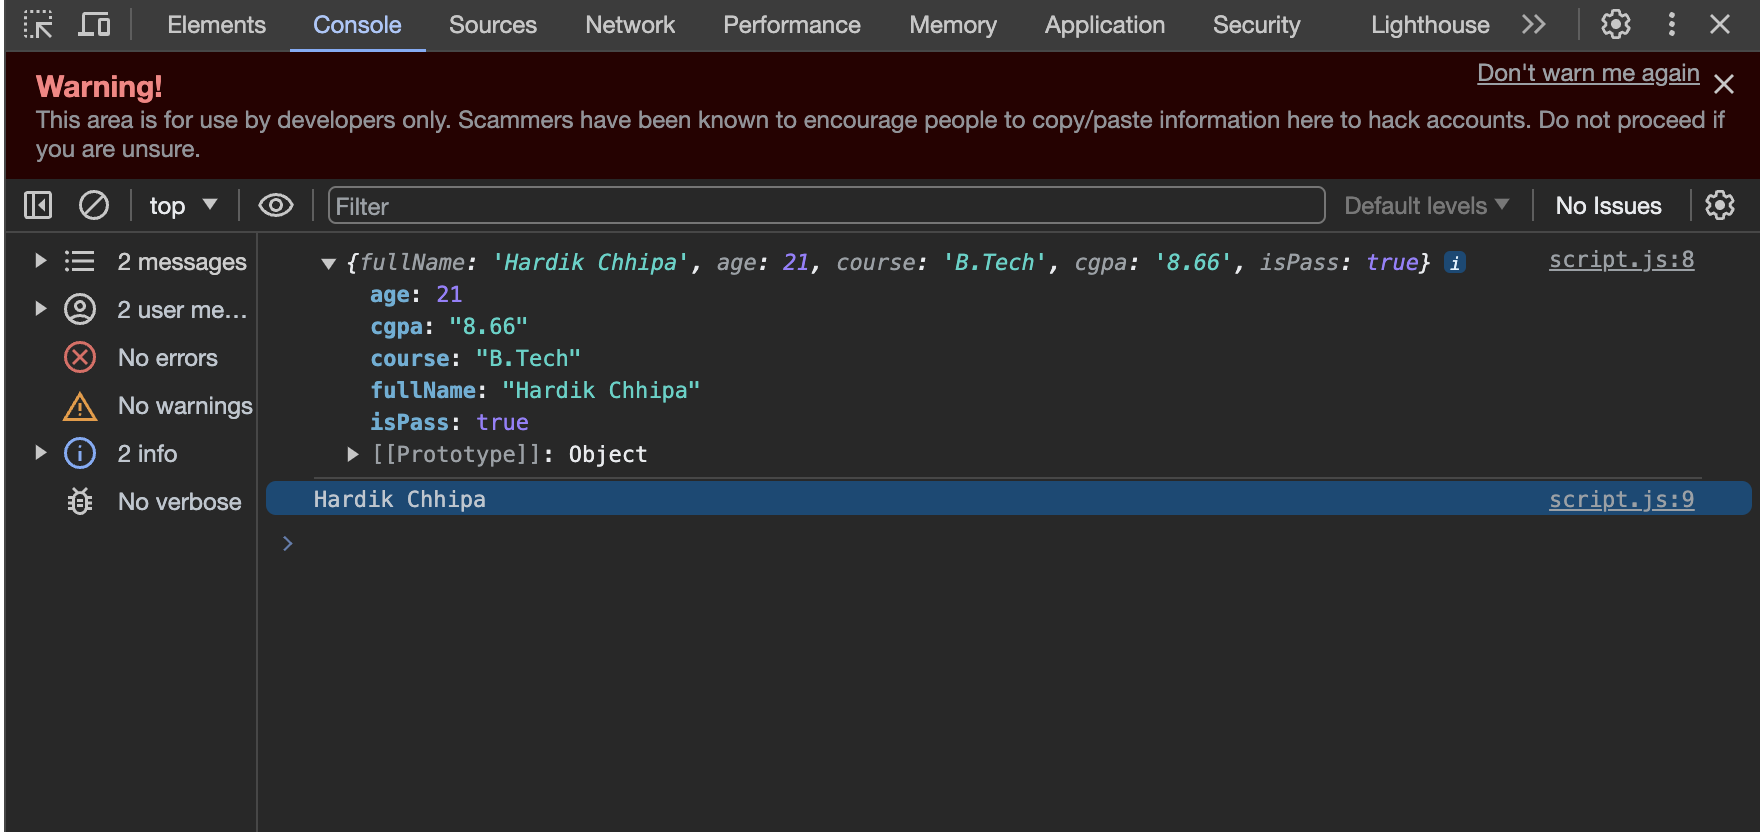 Elements Console Sources Network Performance Memory Application Security Lighthouse
Warning!
Don't warn me again
This area is for use by developers only. Scammers have been known to encourage people to copy/paste information here to hack accounts. Do not proceed if
you are unsure.
top Filter Default levels No Issues
2 messages
2 user me…
No errors
No warnings
2 info
No verbose
{fullName: 'Hardik Chhipa', age: 21, course: 'B.Tech', cgpa: '8.66', isPass: true} i script.js:8
age: 21
cgpa: "8.66"
course: "B.Tech"
fullName: "Hardik Chhipa"
isPass: true
[[Prototype]]: Object
Hardik Chhipa script.js:9